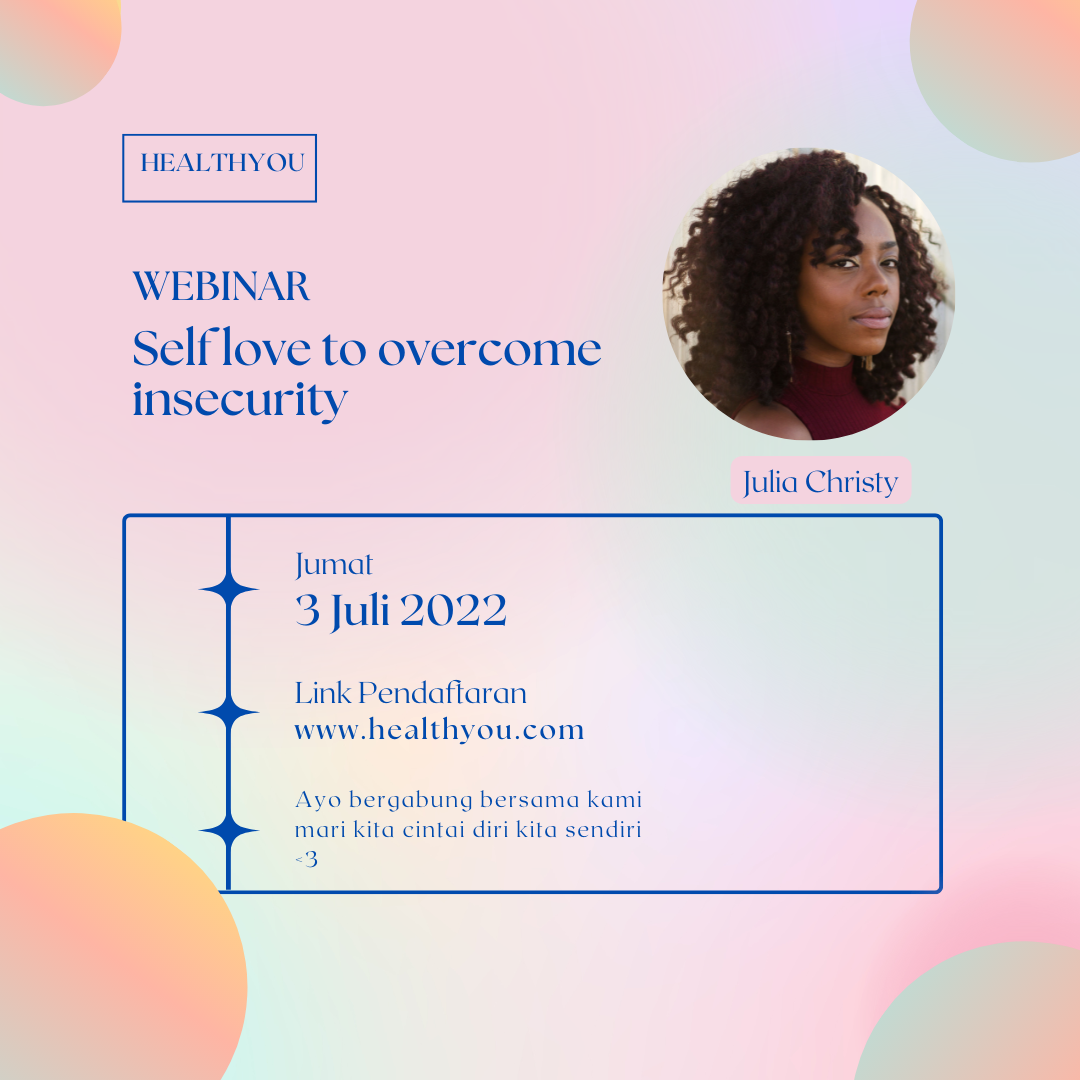 HEALTHYOU
WEBINAR
Self love to overcome
insecurity
Julia Christy
Jumat
3 Juli 2022
Link Pendaftaran
www.healthyou.com
Ayo bergabung bersama kami
mari kita cintai diri kita sendiri
<3